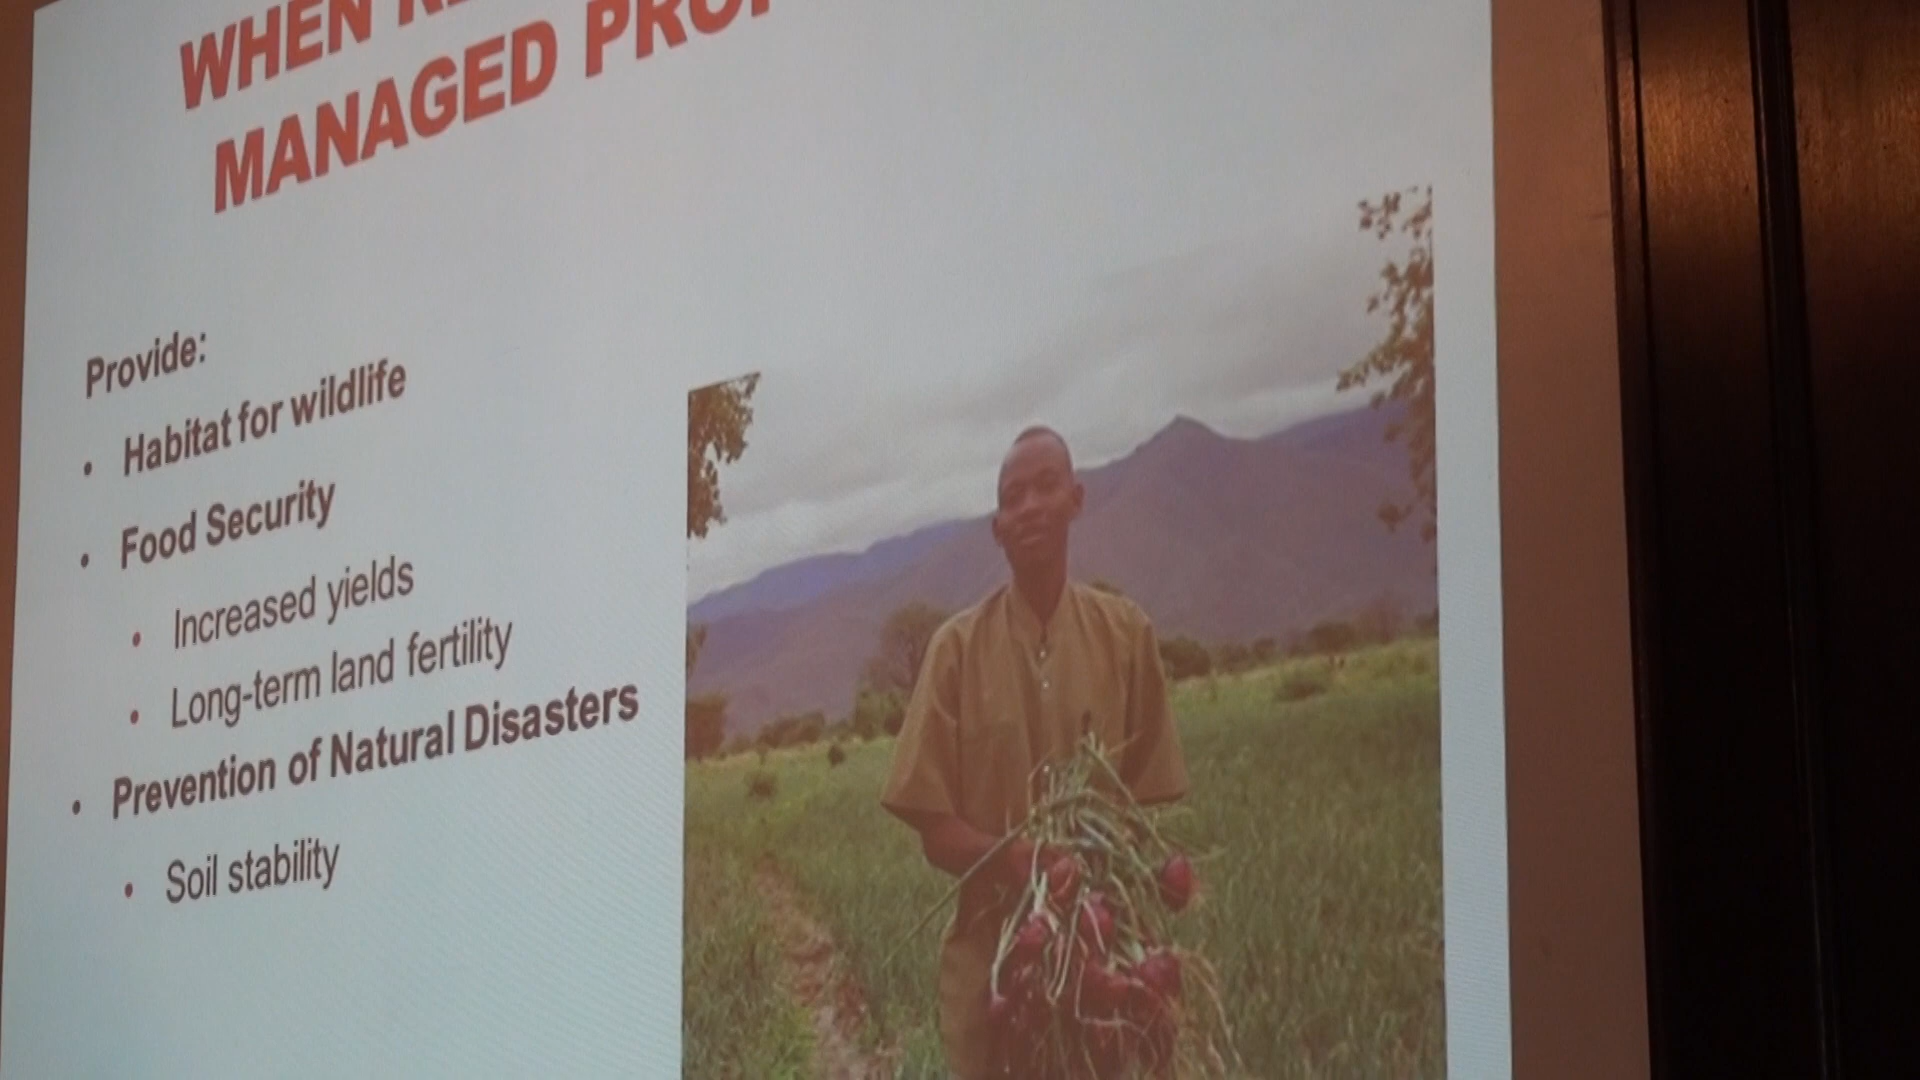 WHEN
MANAGED
Provide:
• Habitat for wildlife
• Food Security
• Increased yields
• Long-term land fertility
• Prevention of Natural Disasters
• Soil stability